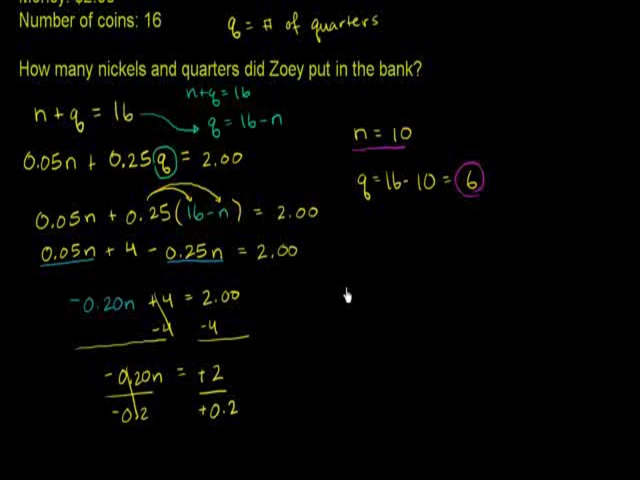 Number of coins: 16
q = # of quarters
How many nickels and quarters did Zoey put in the bank?
n+q = 16
n + q = 16
q = 16 - n
n = 10
0.05n + 0.25q = 2.00
q = 16 - 10 = 6
0.05n + 0.25(16-n) = 2.00
0.05n + 4 - 0.25n = 2.00
-0.20n +4 = 2.00
-4 -4
-0.20n = +2
-0.2 +0.2